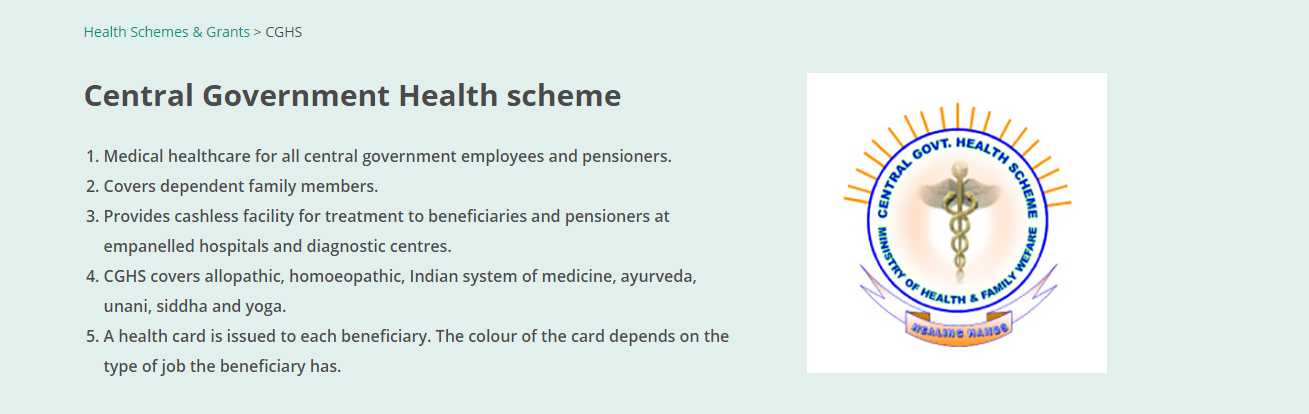 Health Schemes & Grants > CGHS
Central Government Health scheme
1. Medical healthcare for all central government employees and pensioners.
2. Covers dependent family members.
3. Provides cashless facility for treatment to beneficiaries and pensioners at
empanelled hospitals and diagnostic centres.
4. CGHS covers allopathic, homoeopathic, Indian system of medicine, ayurveda,
unani, siddha and yoga.
5. A health card is issued to each beneficiary. The colour of the card depends on the
type of job the beneficiary has.
CENTRAL GOVT. HEALTH SCHEME
MINISTRY OF HEALTH & FAMILY WEFARE
HEALING HANDS